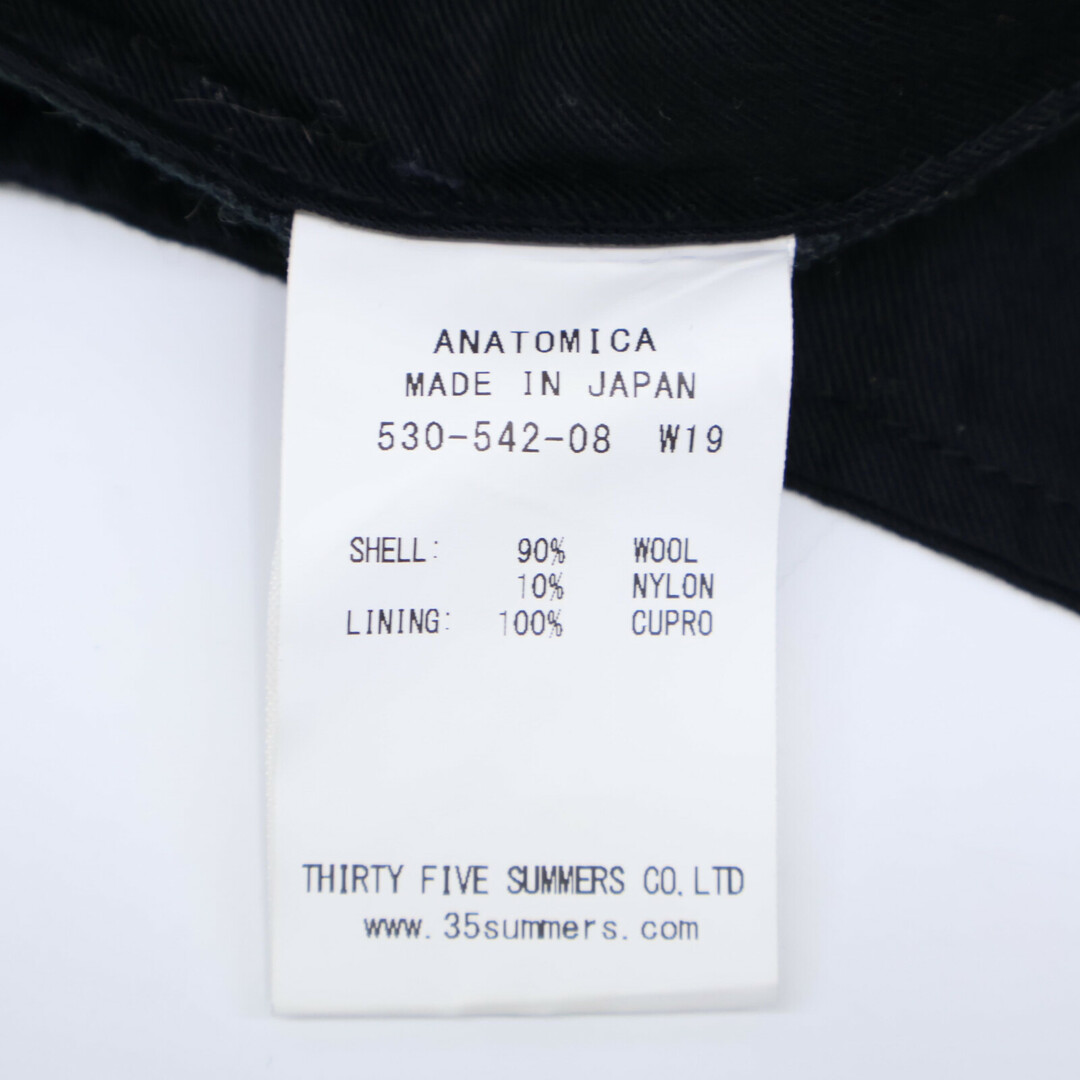 ANATOMICA
MADE IN JAPAN
530-542-08 W19
SHELL: 90% WOOL
10% NYLON
LINING: 100% CUPRO
THIRTY FIVE SUMMERS CO.LTD
www.35summers.com